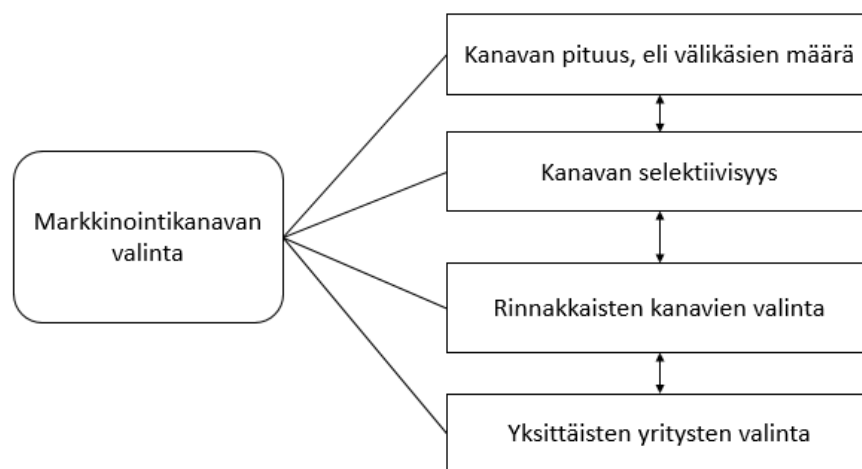 Kanavan pituus, eli välikäsien määrä
Kanavan selektiivisyys
Markkinointikanavan
valinta
Rinnakkaisten kanavien valinta
Yksittäisten yritysten valinta